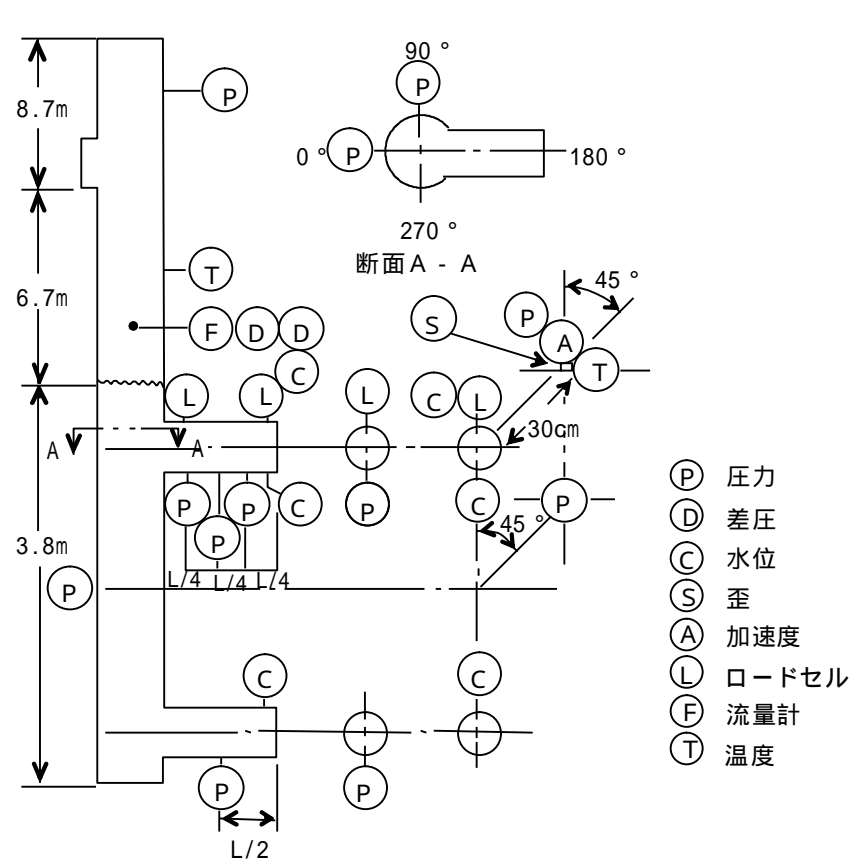 90 °
P
P
8.7m
0 °
P
180 °
270 °
断面A - A
T
45 °
6.7m
F
D
D
S
P
A
C
T
L
L
L
C
L
30cm
A
A
P
P
C
P
C
P
P
45 °
3.8m
L/4
L/4
L/4
P
C
C
P
P
L/2
P 圧力
D 差圧
C 水位
S 歪
A 加速度
L ロードセル
F 流量計
T 温度